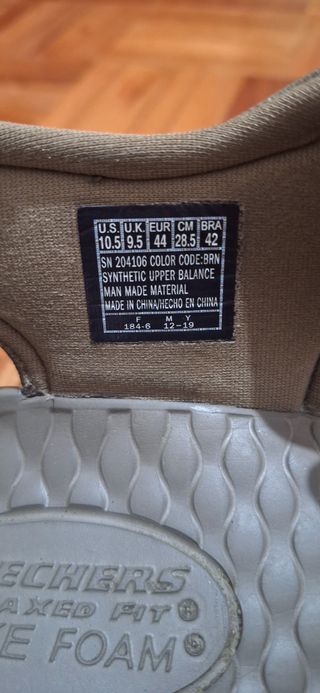 U.S. U.K. EUR CM BRA
10.5 9.5 44 28.5 42
SN 204106 COLOR CODE:BRN
SYNTHETIC UPPER BALANCE
MAN MADE MATERIAL
MADE IN CHINA/HECHO EN CHINA
F M Y
184-6 12-19
ECHERS
AXED FIT
E FOAM